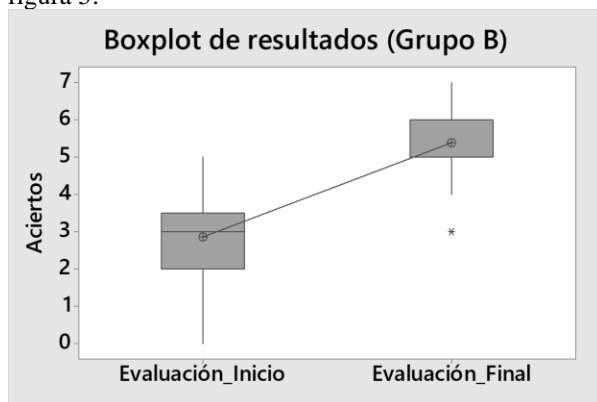 Boxplot de resultados (Grupo B)
7
6
5
4
3
2
1
0
Aciertos
Evaluación_Inicio
Evaluación_Final